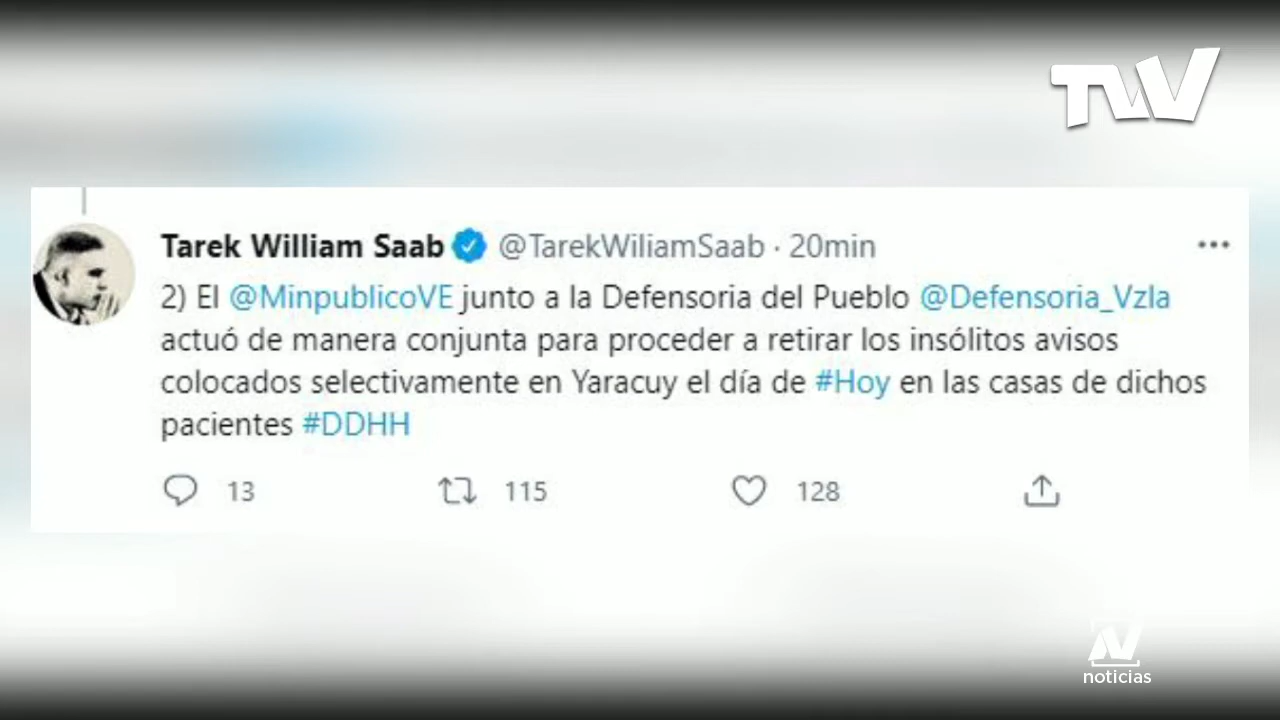 TVV
Tarek William Saab @TarekWiliamSaab · 20min
2) El @MinpublicoVE junto a la Defensoria del Pueblo @Defensoria_Vzla
actuó de manera conjunta para proceder a retirar los insólitos avisos
colocados selectivamente en Yaracuy el día de #Hoy en las casas de dichos
pacientes #DDHH
13 115 128
N
noticias